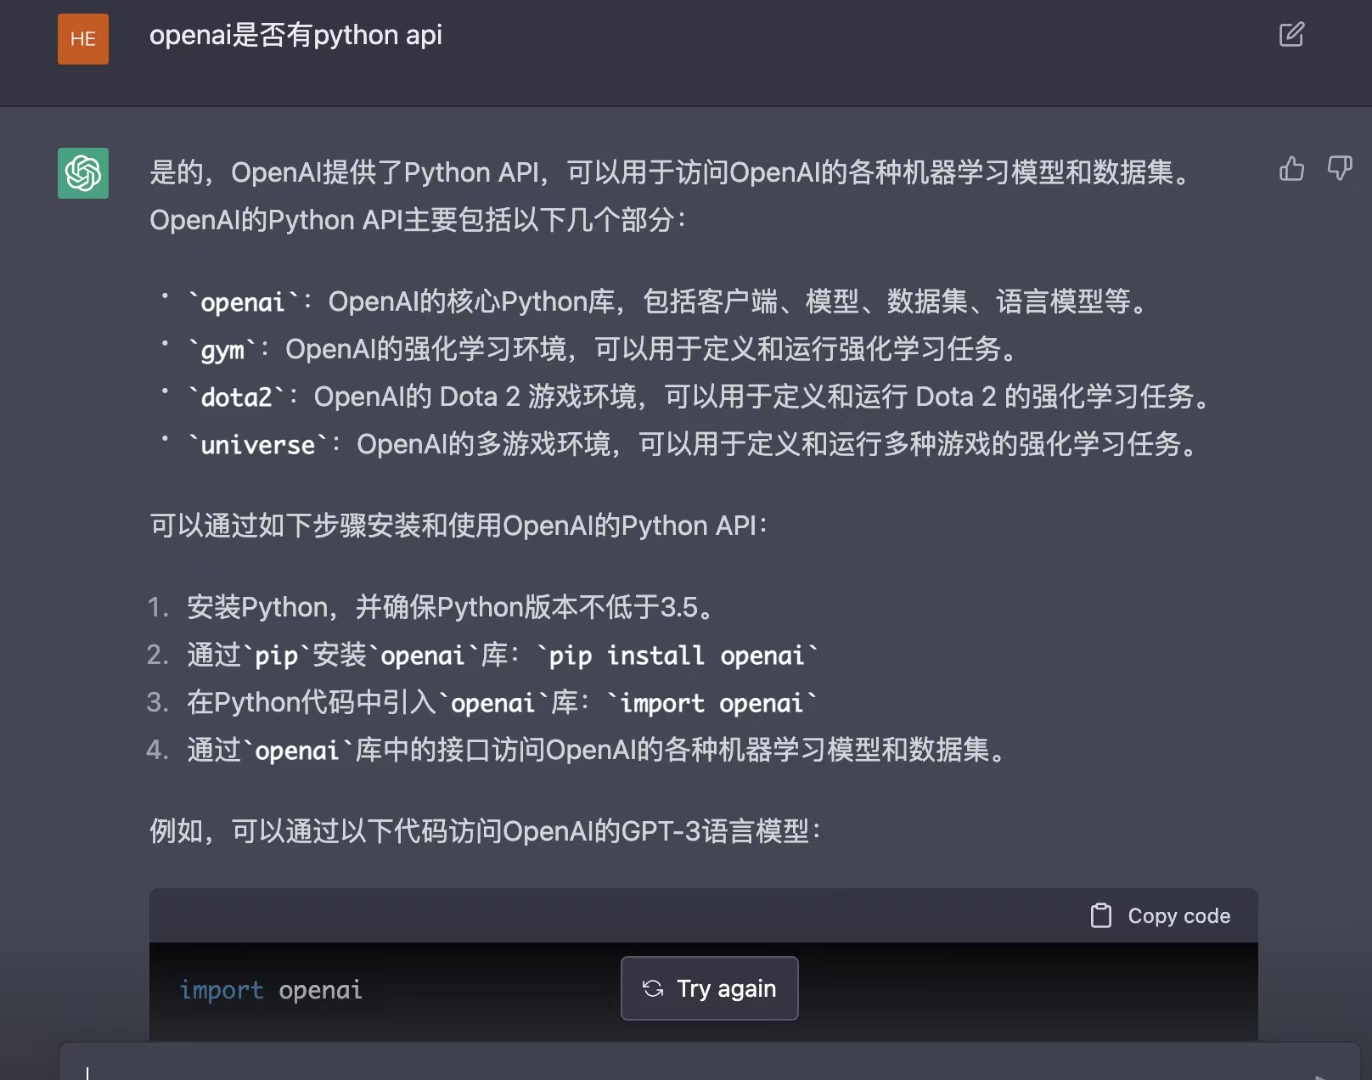 HE
openai是否有python api
是的，OpenAI提供了Python API，可以用于访问OpenAI的各种机器学习模型和数据集。
OpenAI的Python API主要包括以下几个部分：
• `openai`：OpenAI的核心Python库，包括客户端、模型、数据集、语言模型等。
• `gym`：OpenAI的强化学习环境，可以用于定义和运行强化学习任务。
• `dota2`：OpenAI的 Dota 2 游戏环境，可以用于定义和运行 Dota 2 的强化学习任务。
• `universe`：OpenAI的多游戏环境，可以用于定义和运行多种游戏的强化学习任务。
可以通过如下步骤安装和使用OpenAI的Python API：
1. 安装Python，并确保Python版本不低于3.5。
2. 通过`pip`安装`openai`库：`pip install openai`
3. 在Python代码中引入`openai`库：`import openai`
4. 通过`openai`库中的接口访问OpenAI的各种机器学习模型和数据集。
例如，可以通过以下代码访问OpenAI的GPT-3语言模型：
Copy code
import openai
Try again